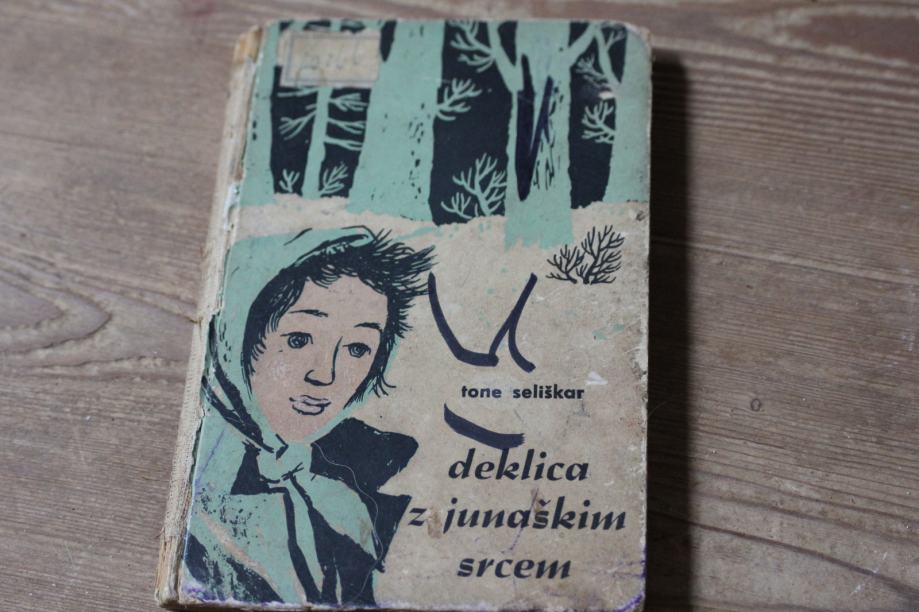 tone seliškar
deklica
z junaškim
srcem